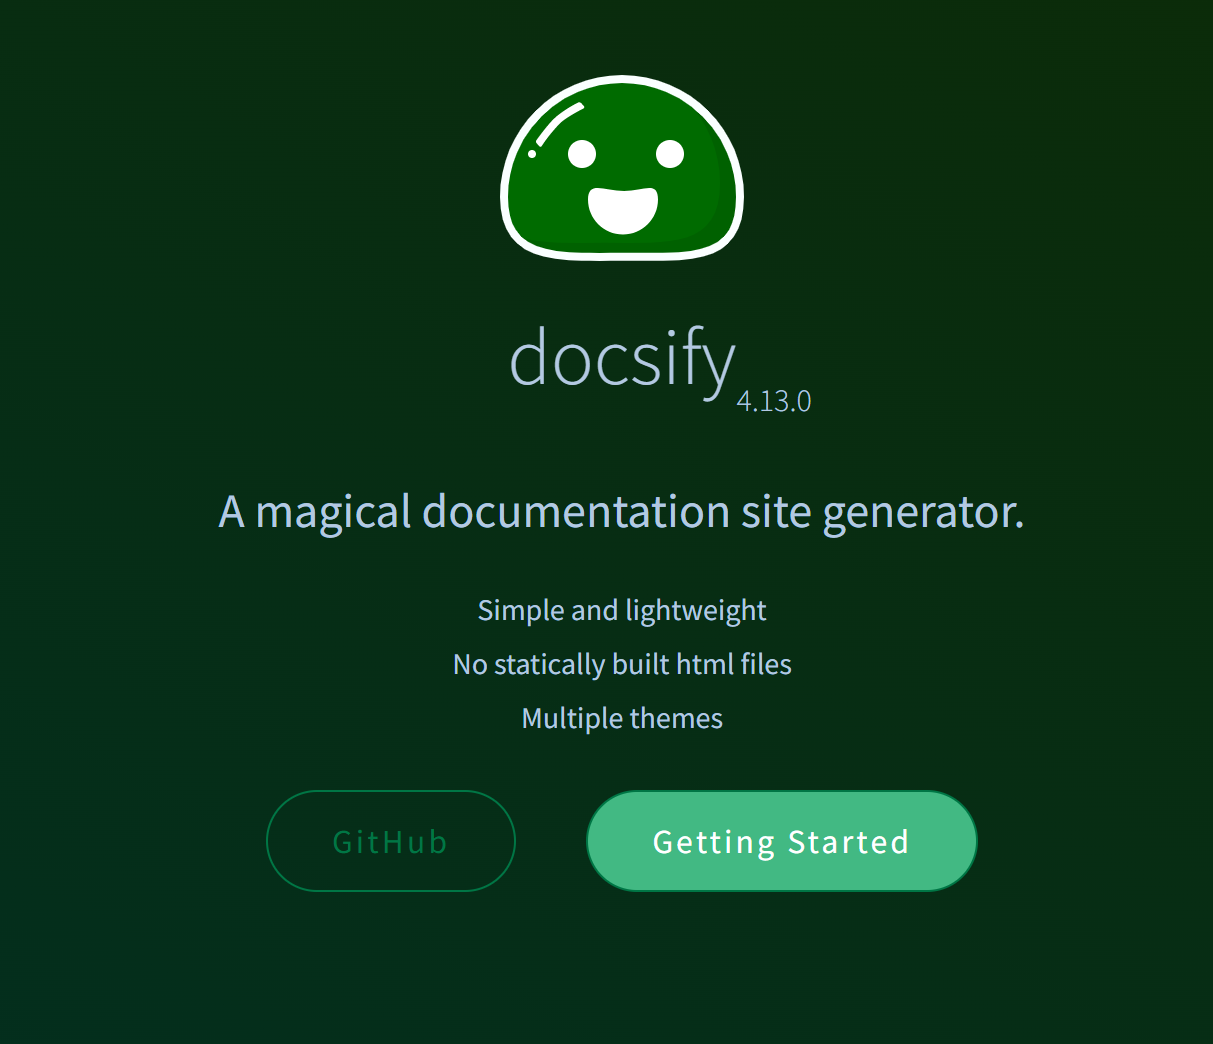 docsify 4.13.0
A magical documentation site generator.
Simple and lightweight
No statically built html files
Multiple themes
GitHub Getting Started